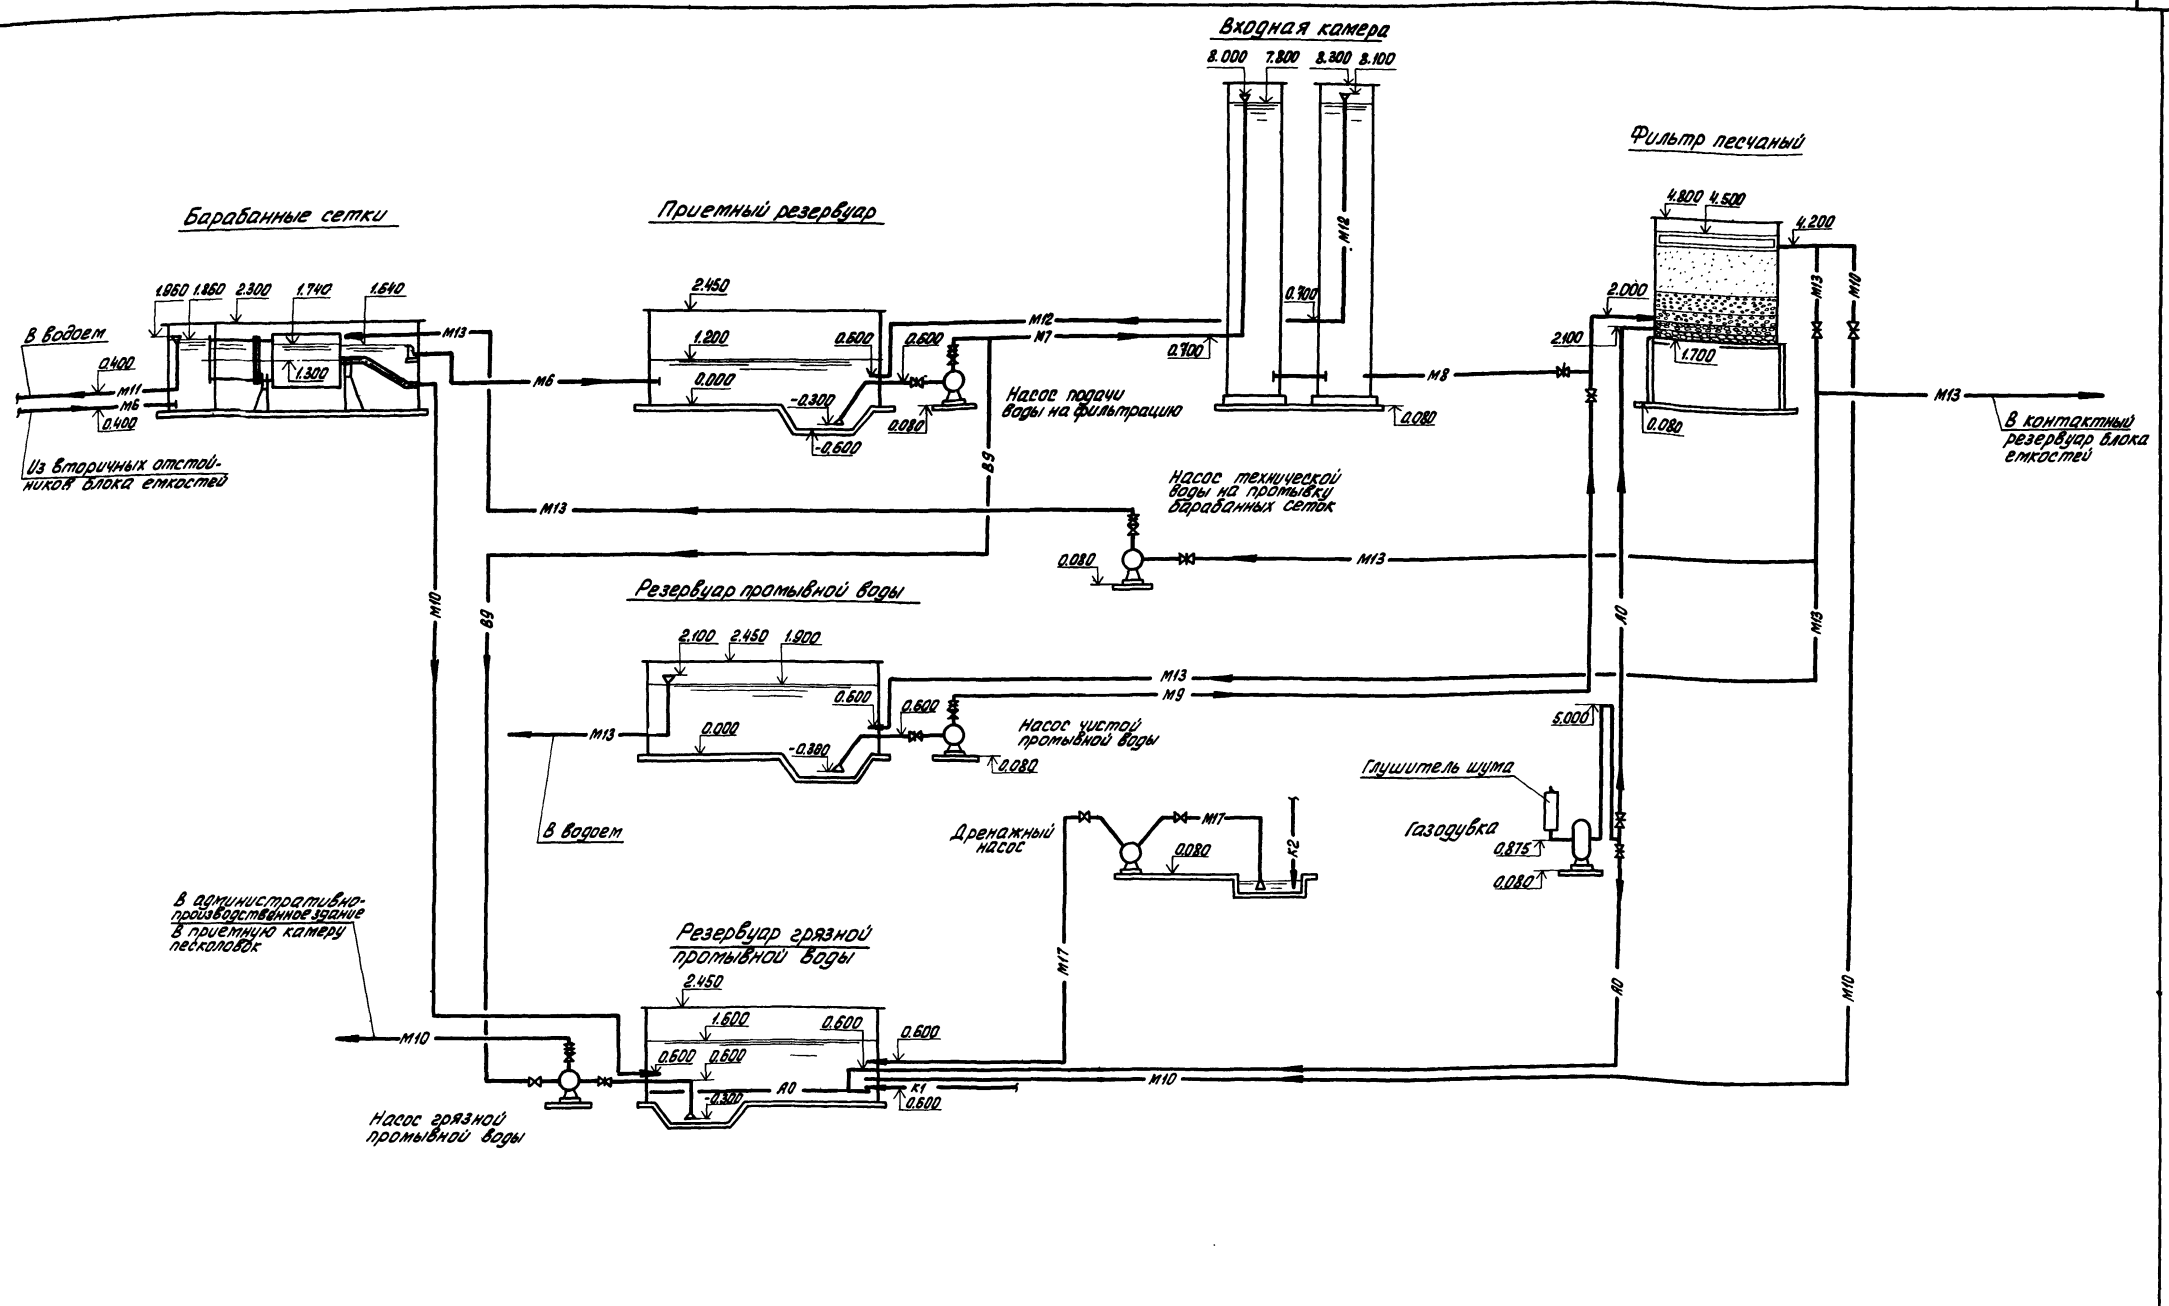 Входная камера
8.000 7.800 8.300 8.100
Фильтр песчаный
4.800 4.500
4.200
Барабанные сетки
Приемный резервуар
М12
1.960 1.860 2.300 1.740 1.640
2.450
0.700
2.000
М13
М10
В водоем
М13
М12
1.200
0.600
0.600
М7
0.700
2.100
1.700
0.400
1.300
М11
М6
0.400
М6
0.000
-0.300
0.080
-0.600
Насос подачи
воды на фильтрацию
М8
0.080
0.080
М13
В контактный
резервуар блока
емкостей
Из вторичных отстой-
ников блока емкостей
В9
Насос технической
воды на промывку
барабанных сеток
М13
0.080
М13
Резервуар промывной воды
М10
В9
А0
М13
2.100 2.450 1.900
М13
М9
0.600
0.600
М13
0.000
-0.380
Насос чистой
промывной воды
0.080
5.000
Глушитель шума
В водоем
Дренажный
насос
М17
К2
0.080
Газодувка
0.875
0.080
В административно-
производственное здание
В приемную камеру
песколовок
Резервуар грязной
промывной воды
М17
А0
М10
2.450
1.600
0.600
0.600
М10
0.600
0.600
А0
М10
К1
-0.300
0.600
Насос грязной
промывной воды